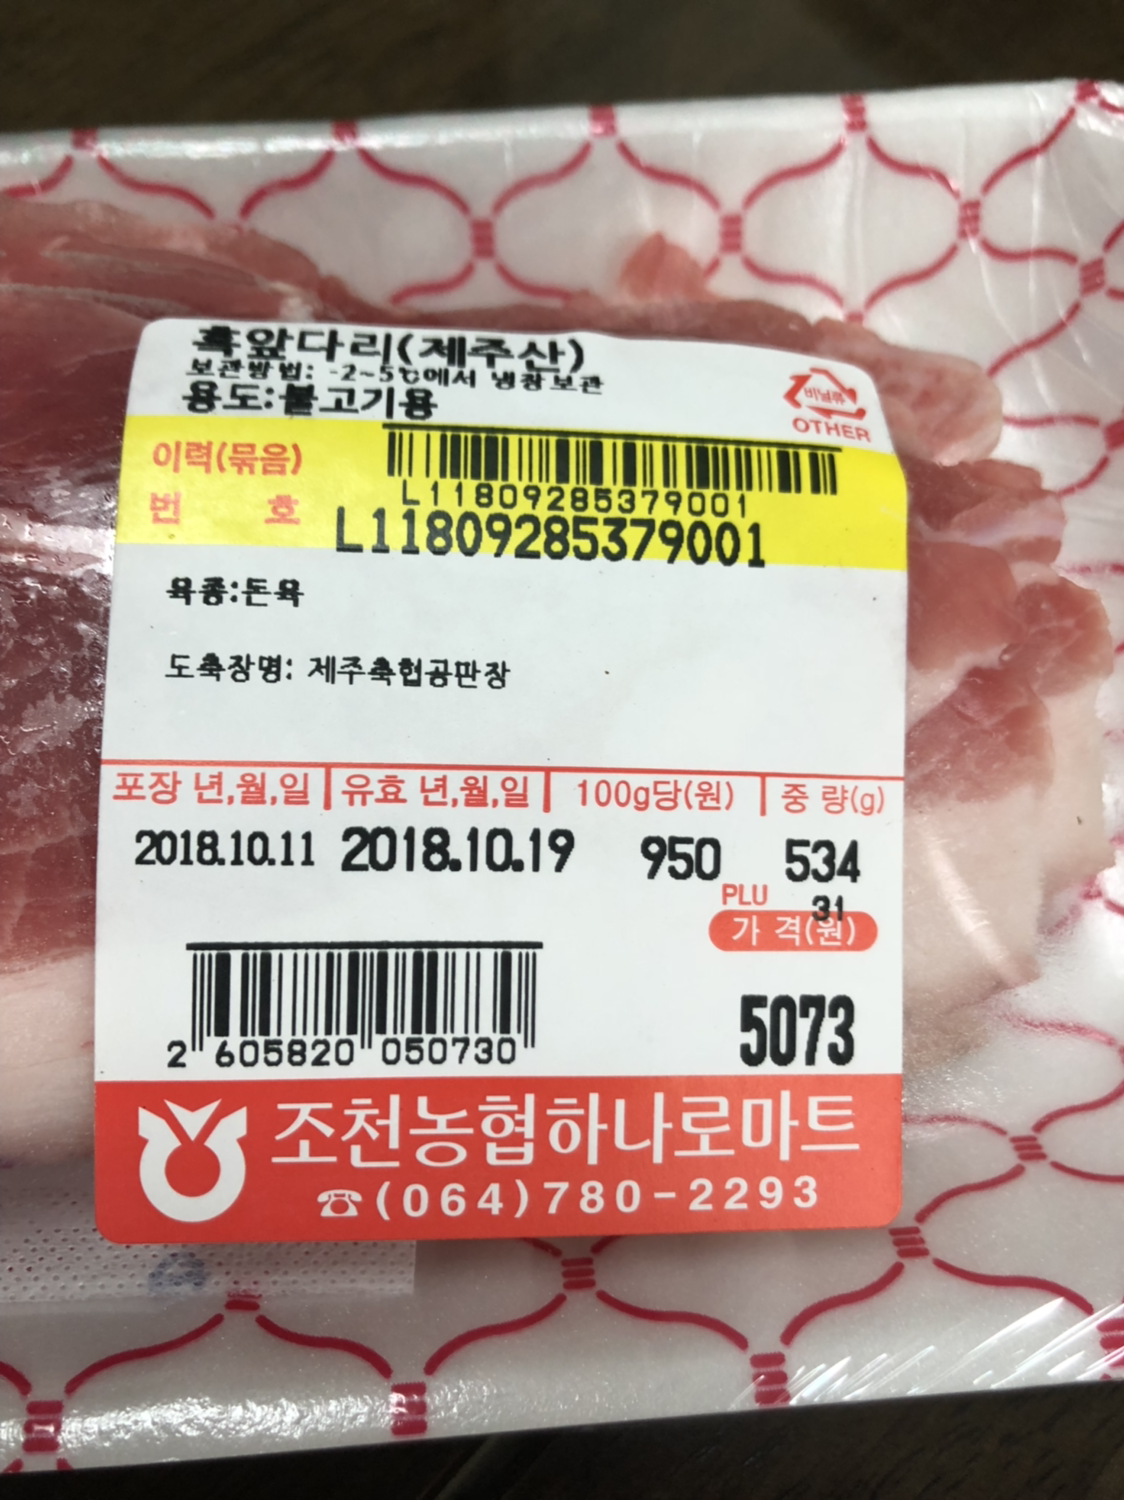 흑앞다리(제주산)
보관방법: -2~5℃에서 냉장보관
용도:불고기용
비닐류
OTHER
이력(묶음)
번 호
L11809285379001
L11809285379001
육종:돈육
도축장명: 제주축협공판장
포장 년,월,일 유효 년,월,일 100g당(원) 중 량(g)
2018.10.11 2018.10.19 950 534
PLU 31
가 격(원)
5073
2 605820 050730
조천농협하나로마트
☎(064)780-2293